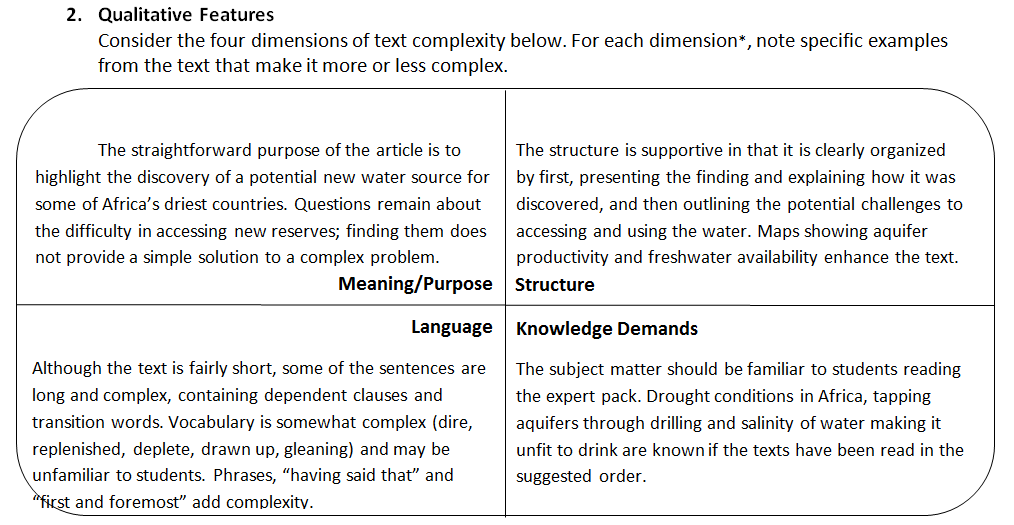 2. Qualitative Features
Consider the four dimensions of text complexity below. For each dimension*, note specific examples
from the text that make it more or less complex.
The straightforward purpose of the article is to
highlight the discovery of a potential new water source for
some of Africa's driest countries. Questions remain about
the difficulty in accessing new reserves; finding them does
not provide a simple solution to a complex problem.
Meaning/Purpose
The structure is supportive in that it is clearly organized
by first, presenting the finding and explaining how it was
discovered, and then outlining the potential challenges to
accessing and using the water. Maps showing aquifer
productivity and freshwater availability enhance the text.
Structure
Language
Although the text is fairly short, some of the sentences are
long and complex, containing dependent clauses and
transition words. Vocabulary is somewhat complex (dire,
replenished, deplete, drawn up, gleaning) and may be
unfamiliar to students. Phrases, “having said that” and
“first and foremost” add complexity.
Knowledge Demands
The subject matter should be familiar to students reading
the expert pack. Drought conditions in Africa, tapping
aquifers through drilling and salinity of water making it
unfit to drink are known if the texts have been read in the
suggested order.